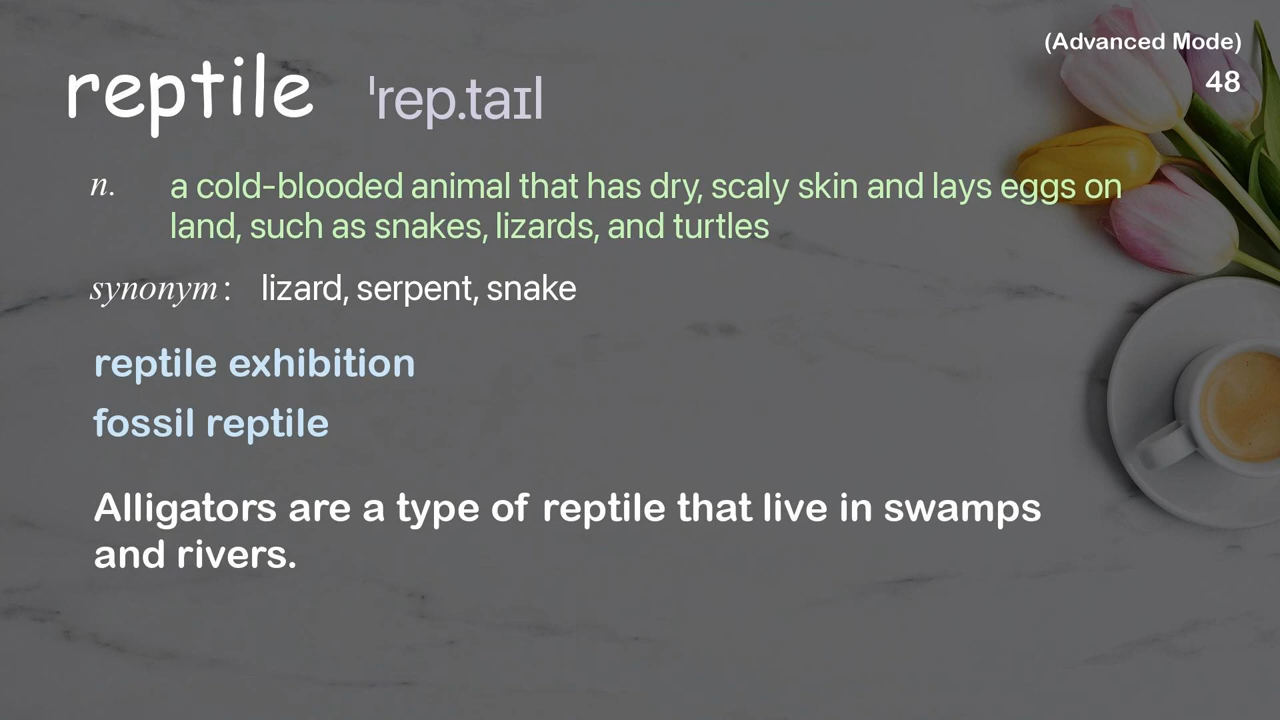 (Advanced Mode)
48
reptile ˈrep.taɪl
n. a cold-blooded animal that has dry, scaly skin and lays eggs on
land, such as snakes, lizards, and turtles
synonym: lizard, serpent, snake
reptile exhibition
fossil reptile
Alligators are a type of reptile that live in swamps
and rivers.